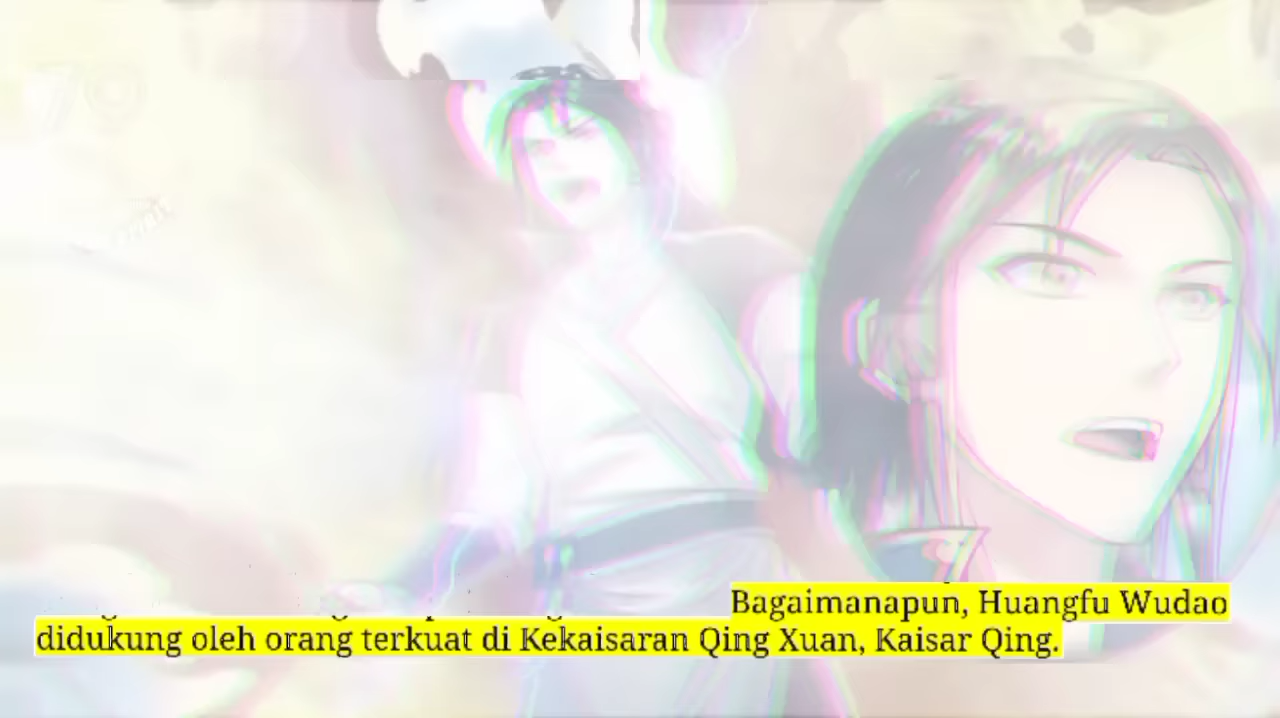 Bagaimanapun, Huangfu Wudao
didukung oleh orang terkuat di Kekaisaran Qing Xuan, Kaisar Qing.